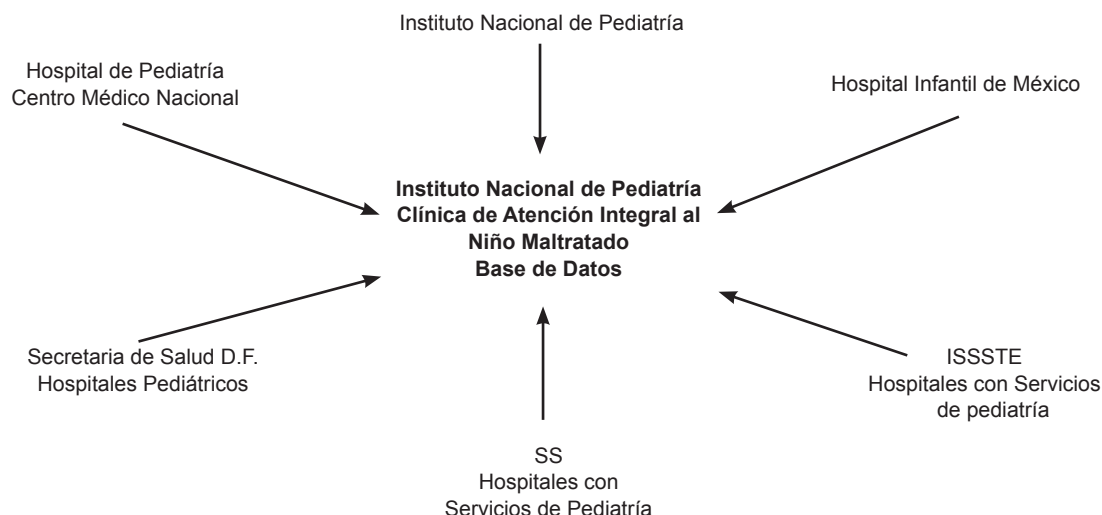 Instituto Nacional de Pediatría
Hospital de Pediatría
Centro Médico Nacional
Hospital Infantil de México
Instituto Nacional de Pediatría
Clínica de Atención Integral al
Niño Maltratado
Base de Datos
Secretaria de Salud D.F.
Hospitales Pediátricos
ISSSTE
Hospitales con Servicios
de pediatría
SS
Hospitales con
Servicios de Pediatría